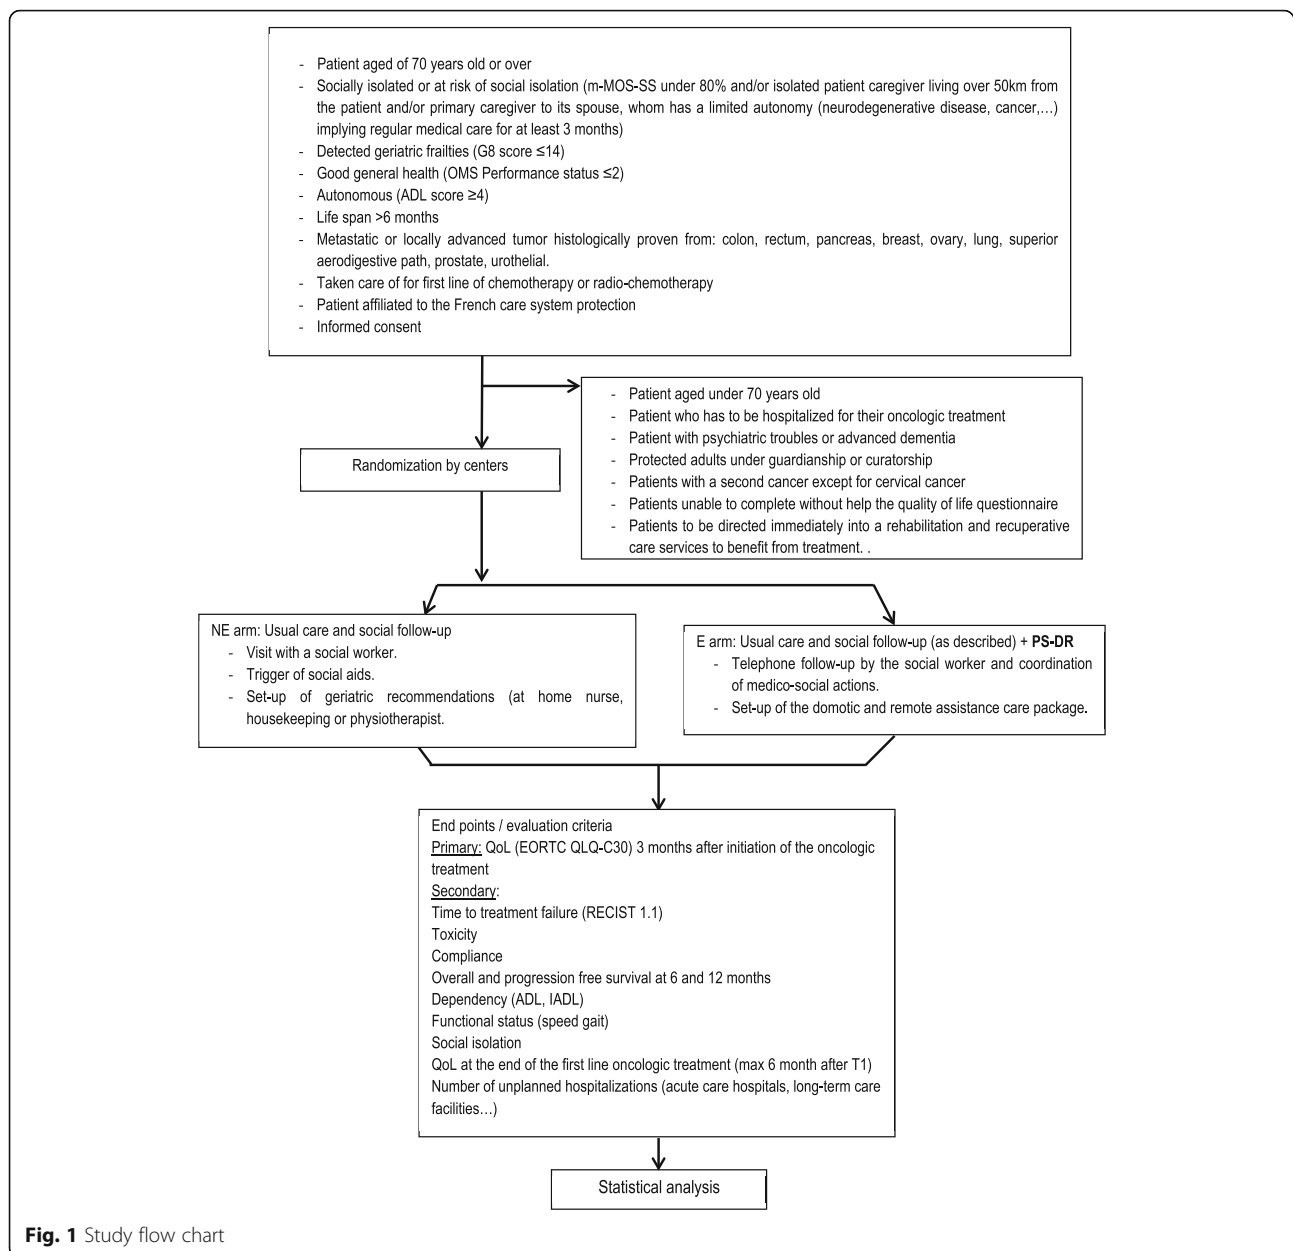 - Patient aged of 70 years old or over
- Socially isolated or at risk of social isolation (m-MOS-SS under 80% and/or isolated patient caregiver living over 50km from
the patient and/or primary caregiver to its spouse, whom has a limited autonomy (neurodegenerative disease, cancer,…)
implying regular medical care for at least 3 months)
- Detected geriatric frailties (G8 score ≤14)
- Good general health (OMS Performance status ≤2)
- Autonomous (ADL score ≥4)
- Life span >6 months
- Metastatic or locally advanced tumor histologically proven from: colon, rectum, pancreas, breast, ovary, lung, superior
aerodigestive path, prostate, urothelial.
- Taken care of for first line of chemotherapy or radio-chemotherapy
- Patient affiliated to the French care system protection
- Informed consent
- Patient aged under 70 years old
- Patient who has to be hospitalized for their oncologic treatment
- Patient with psychiatric troubles or advanced dementia
- Protected adults under guardianship or curatorship
- Patients with a second cancer except for cervical cancer
- Patients unable to complete without help the quality of life questionnaire
- Patients to be directed immediately into a rehabilitation and recuperative
care services to benefit from treatment. .
Randomization by centers
NE arm: Usual care and social follow-up
- Visit with a social worker.
- Trigger of social aids.
- Set-up of geriatric recommendations (at home nurse,
housekeeping or physiotherapist.
E arm: Usual care and social follow-up (as described) + PS-DR
- Telephone follow-up by the social worker and coordination
of medico-social actions.
- Set-up of the domotic and remote assistance care package.
End points / evaluation criteria
Primary: QoL (EORTC QLQ-C30) 3 months after initiation of the oncologic
treatment
Secondary:
Time to treatment failure (RECIST 1.1)
Toxicity
Compliance
Overall and progression free survival at 6 and 12 months
Dependency (ADL, IADL)
Functional status (speed gait)
Social isolation
QoL at the end of the first line oncologic treatment (max 6 month after T1)
Number of unplanned hospitalizations (acute care hospitals, long-term care
facilities…)
Statistical analysis
Fig. 1 Study flow chart